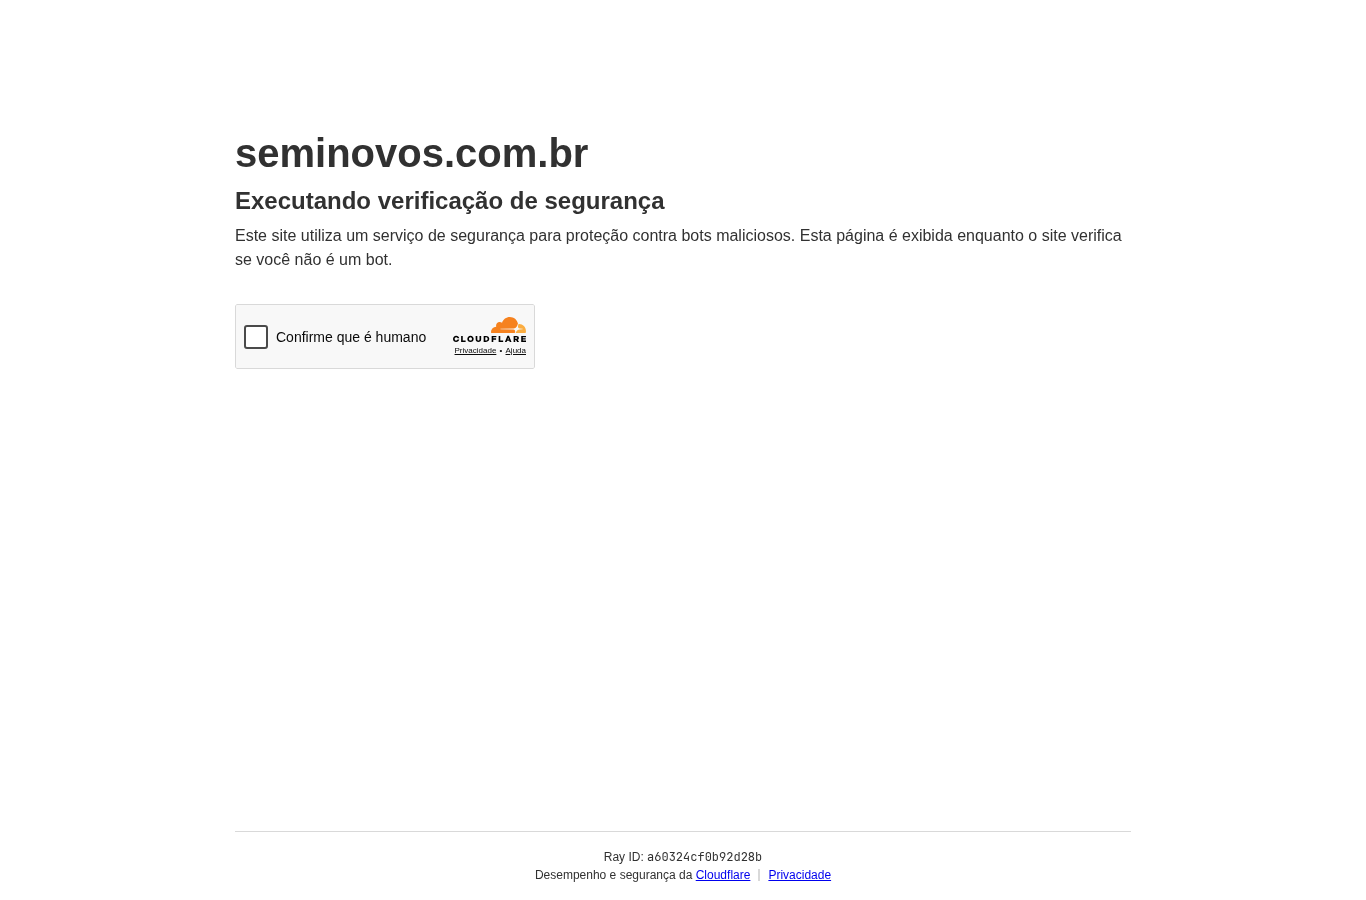 seminovos.com.br
Executando verificação de segurança
Este site utiliza um serviço de segurança para proteção contra bots maliciosos. Esta página é exibida enquanto o site verifica
se você não é um bot.
Confirme que é humano
CLOUDFLARE
Privacidade • Ajuda
Ray ID: a60324cf0b92d28b
Desempenho e segurança da Cloudflare | Privacidade